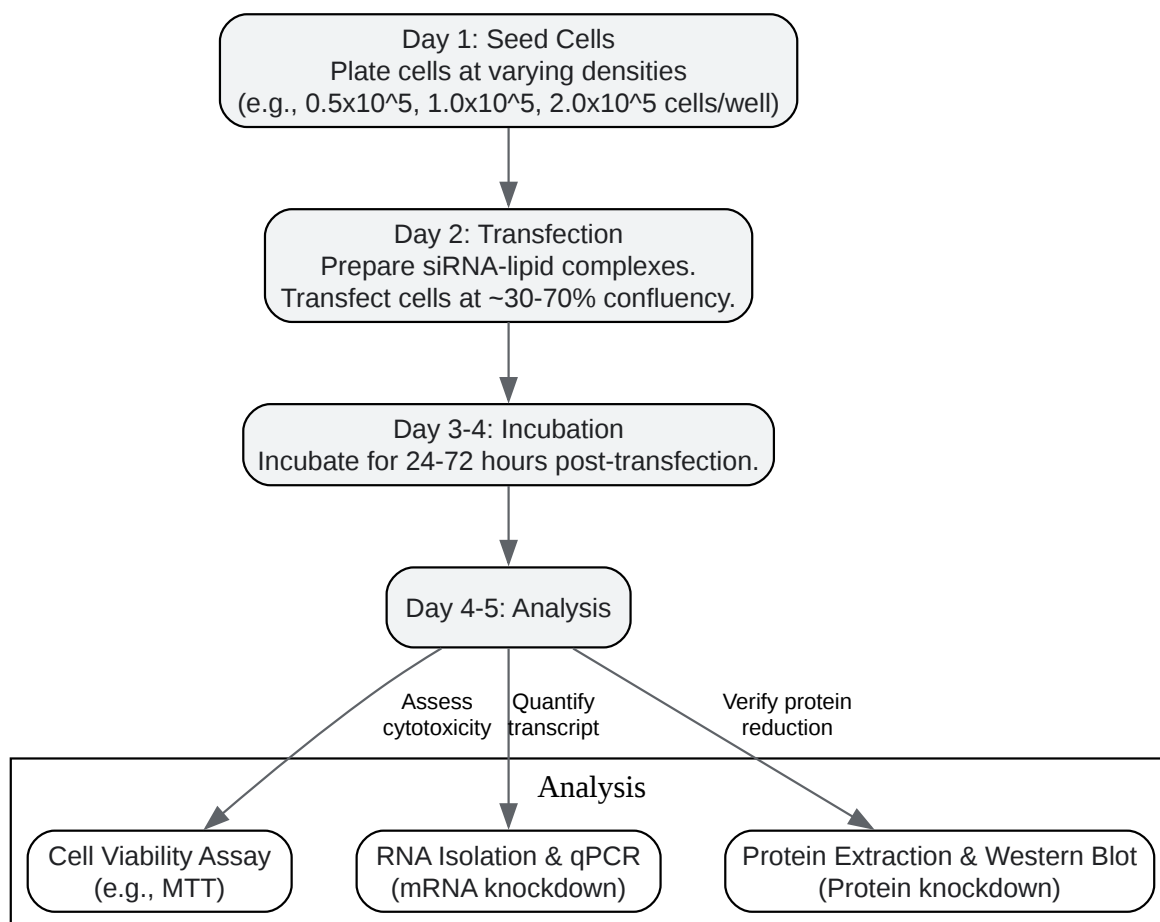 Day 1: Seed Cells
Plate cells at varying densities
(e.g., 0.5x10^5, 1.0x10^5, 2.0x10^5 cells/well)
Day 2: Transfection
Prepare siRNA-lipid complexes.
Transfect cells at ~30-70% confluency.
Day 3-4: Incubation
Incubate for 24-72 hours post-transfection.
Day 4-5: Analysis
Assess
cytotoxicity
Quantify
transcript
Verify protein
reduction
Analysis
Cell Viability Assay
(e.g., MTT)
RNA Isolation & qPCR
(mRNA knockdown)
Protein Extraction & Western Blot
(Protein knockdown)